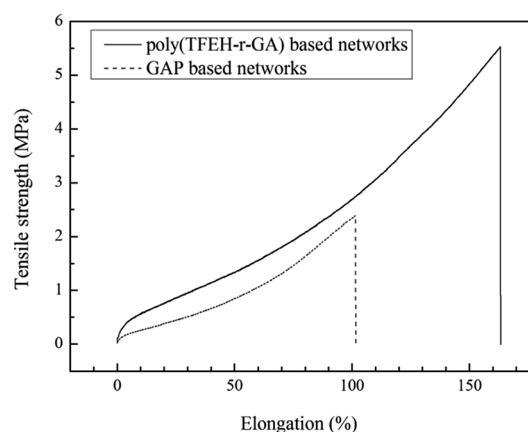 poly(TFEH-r-GA) based networks
GAP based networks
6
5
4
3
2
1
0
Tensile strength (MPa)
0 50 100 150
Elongation (%)